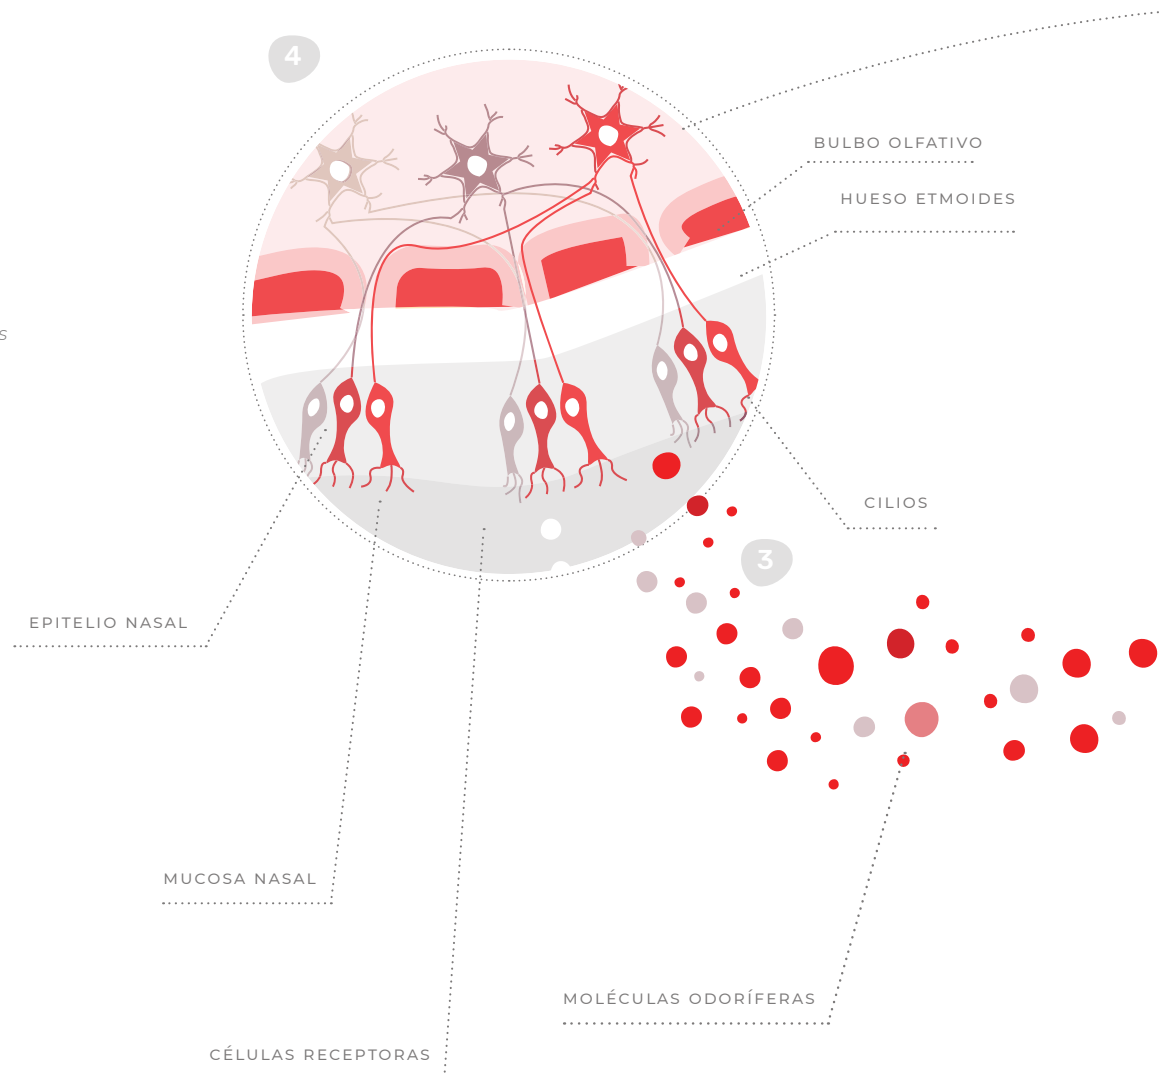 4
BULBO OLFATIVO
HUESO ETMOIDES
S
CILIOS
3
EPITELIO NASAL
MUCOSA NASAL
MOLÉCULAS ODORÍFERAS
CÉLULAS RECEPTORAS